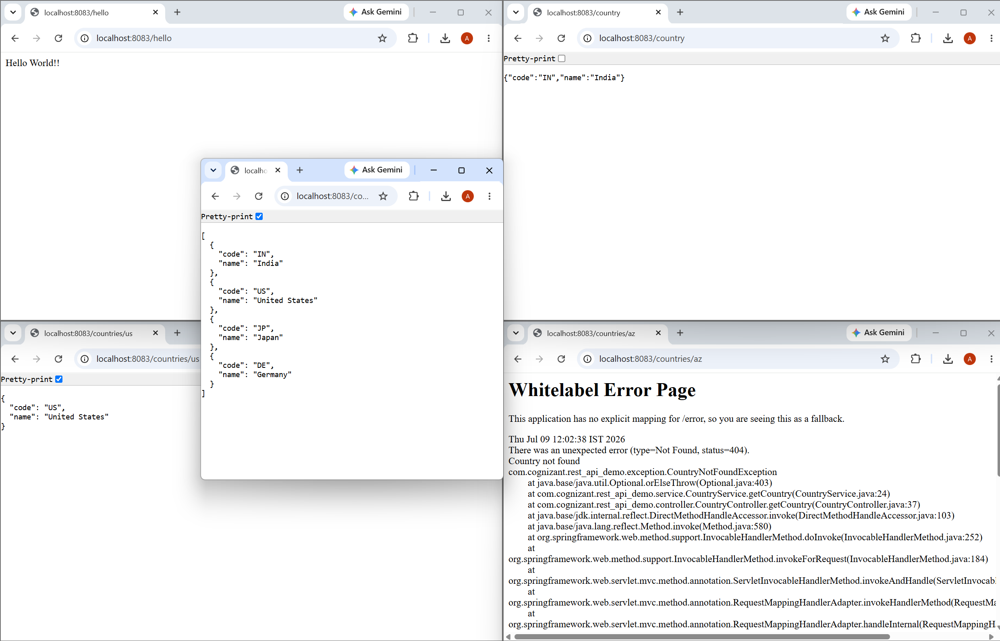 localhost:8083/hello
Ask Gemini
localhost:8083/hello
A
Hello World!!
localhost:8083/country
Ask Gemini
localhost:8083/country
A
Pretty-print
{"code":"IN","name":"India"}
localho
Ask Gemini
localhost:8083/co...
A
Pretty-print
[
  {
    "code": "IN",
    "name": "India"
  },
  {
    "code": "US",
    "name": "United States"
  },
  {
    "code": "JP",
    "name": "Japan"
  },
  {
    "code": "DE",
    "name": "Germany"
  }
]
localhost:8083/countries/us
localhost:8083/countries/us
Pretty-print
{
  "code": "US",
  "name": "United States"
}
localhost:8083/countries/az
Ask Gemini
localhost:8083/countries/az
A
Whitelabel Error Page
This application has no explicit mapping for /error, so you are seeing this as a fallback.
Thu Jul 09 12:02:38 IST 2026
There was an unexpected error (type=Not Found, status=404).
Country not found
com.cognizant.rest_api_demo.exception.CountryNotFoundException
at java.base/java.util.Optional.orElseThrow(Optional.java:403)
at com.cognizant.rest_api_demo.service.CountryService.getCountry(CountryService.java:24)
at com.cognizant.rest_api_demo.controller.CountryController.getCountry(CountryController.java:37)
at java.base/jdk.internal.reflect.DirectMethodHandleAccessor.invoke(DirectMethodHandleAccessor.java:103)
at java.base/java.lang.reflect.Method.invoke(Method.java:580)
at org.springframework.web.method.support.InvocableHandlerMethod.doInvoke(InvocableHandlerMethod.java:252)
at
org.springframework.web.method.support.InvocableHandlerMethod.invokeForRequest(InvocableHandlerMethod.java:184)
at
org.springframework.web.servlet.mvc.method.annotation.ServletInvocableHandlerMethod.invokeAndHandle(ServletInvocabl
at
org.springframework.web.servlet.mvc.method.annotation.RequestMappingHandlerAdapter.invokeHandlerMethod(RequestMa
at
org.springframework.web.servlet.mvc.method.annotation.RequestMappingHandlerAdapter.handleInternal(RequestMappingH